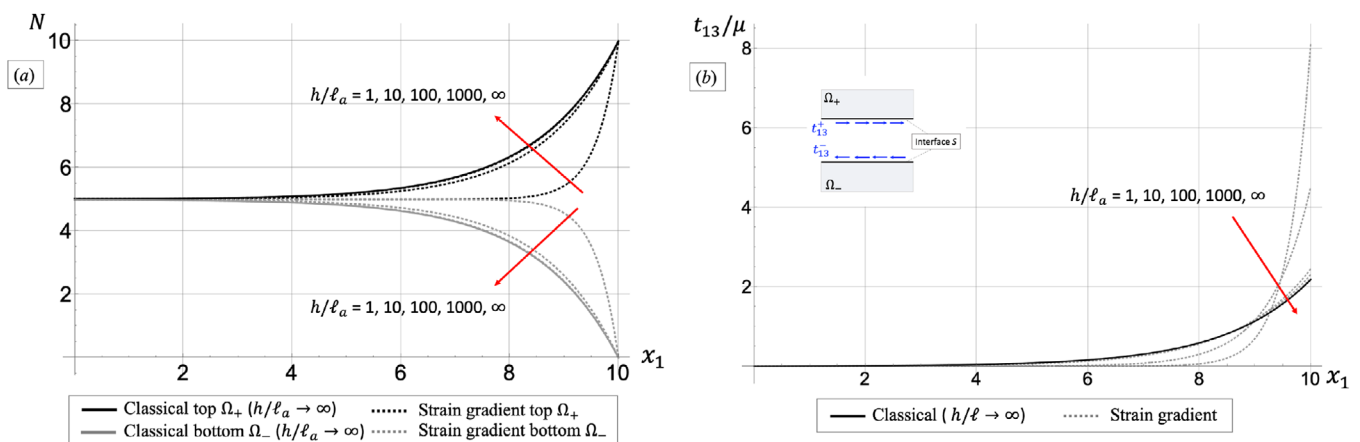 N
10
(a)
8
6
4
2
h/ℓₐ = 1, 10, 100, 1000, ∞
h/ℓₐ = 1, 10, 100, 1000, ∞
2 4 6 8 10 x₁
Classical top Ω₊ (h/ℓₐ → ∞) Strain gradient top Ω₊
Classical bottom Ω₋ (h/ℓₐ → ∞) Strain gradient bottom Ω₋
t₁₃/μ
8
(b)
6
4
2
Ω₊
t₁₃⁺
Interface S
t₁₃⁻
Ω₋
h/ℓₐ = 1, 10, 100, 1000, ∞
2 4 6 8 10 x₁
Classical ( h/ℓ → ∞) Strain gradient